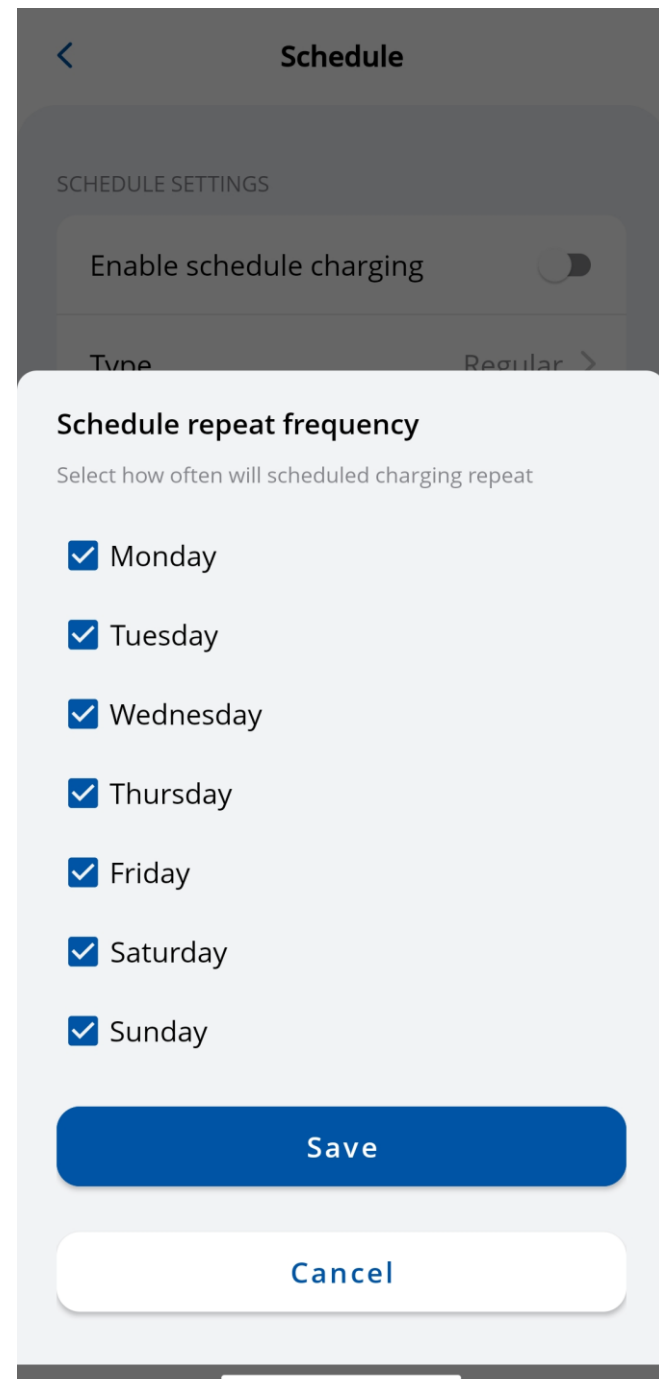 Schedule
SCHEDULE SETTINGS
Enable schedule charging
Type Regular
Schedule repeat frequency
Select how often will scheduled charging repeat
Monday
Tuesday
Wednesday
Thursday
Friday
Saturday
Sunday
Save
Cancel